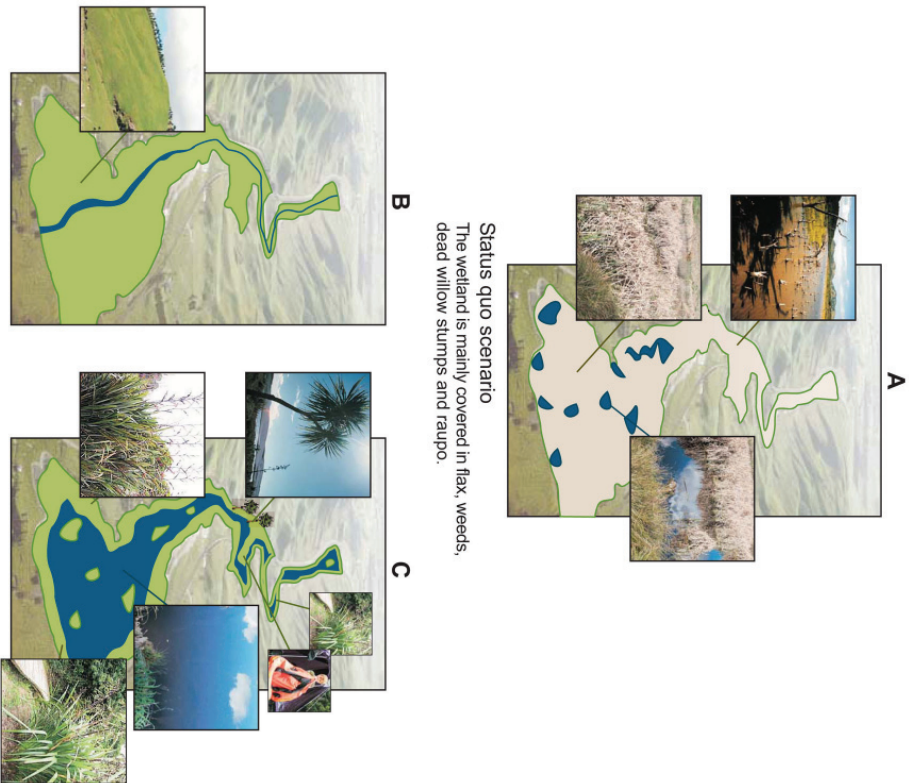 A
Status quo scenario
The wetland is mainly covered in flax, weeds,
dead willow stumps and raupo.
B
C